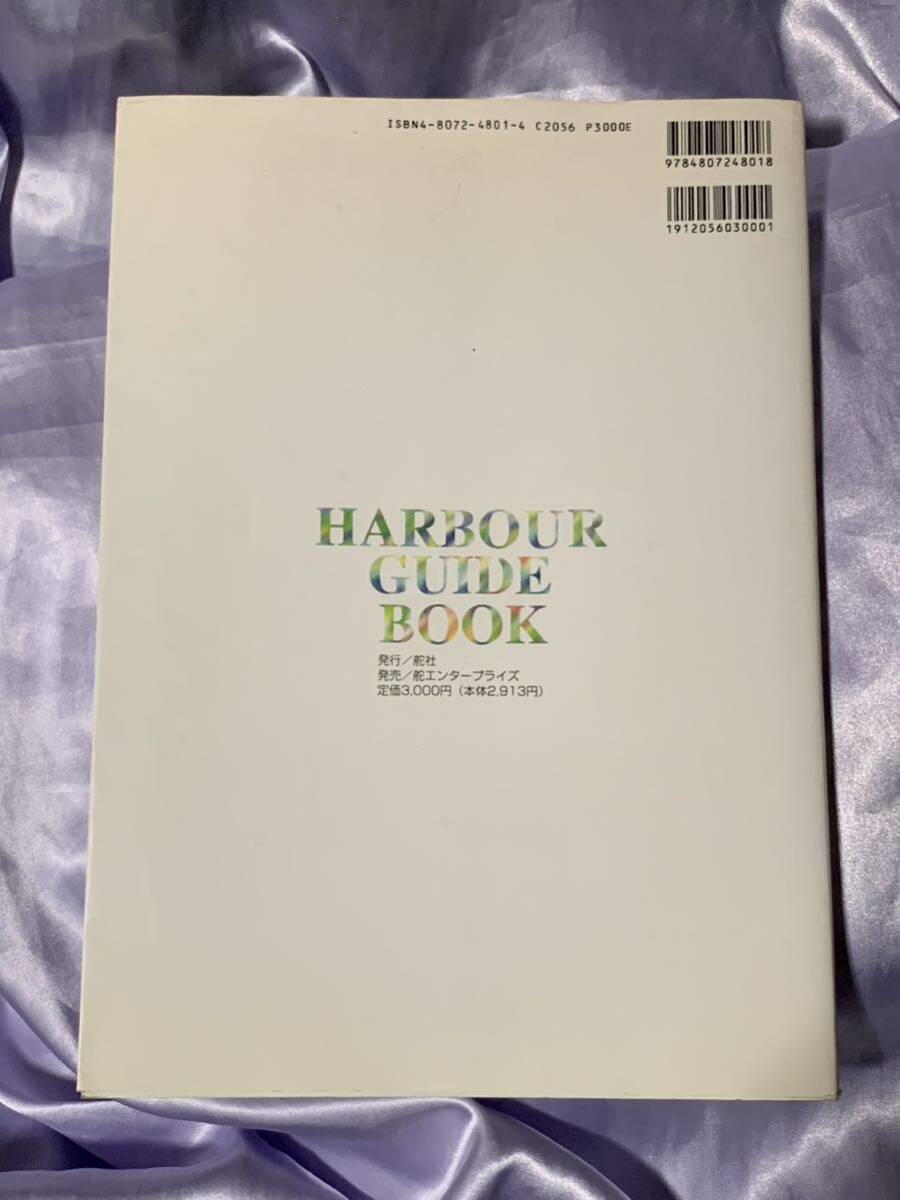 ISBN4-8072-4801-4 C2056 P3000E
9784807248018
1912056030001
HARBOUR
GUIDE
BOOK
発行／舵社
発売／舵エンタープライズ
定価3,000円（本体2,913円）